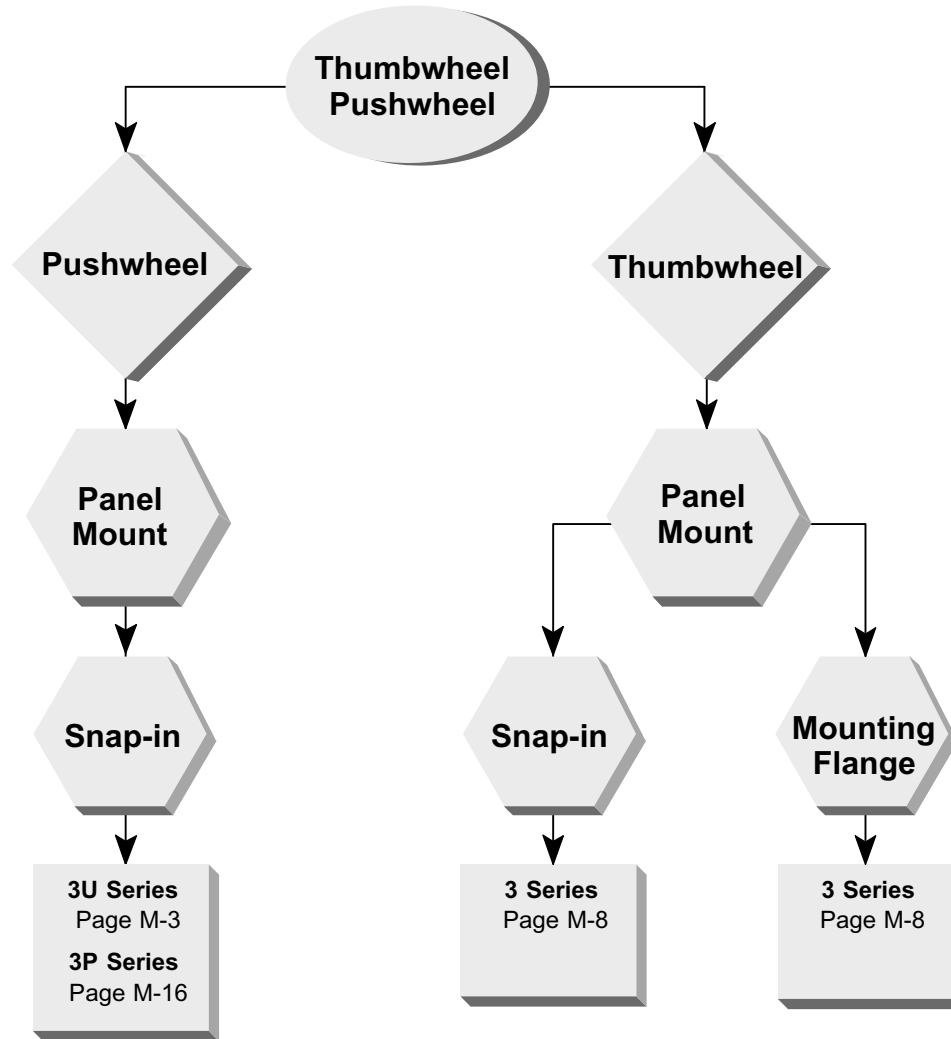 Thumbwheel
Pushwheel
Pushwheel
Thumbwheel
Panel
Mount
Panel
Mount
Snap-in
Snap-in
Mounting
Flange
3U Series
Page M-3
3P Series
Page M-16
3 Series
Page M-8
3 Series
Page M-8